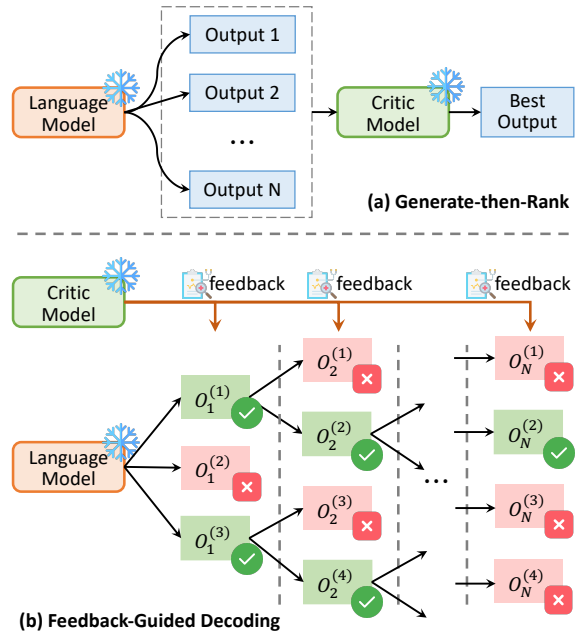 Output 1
Language
Model
Output 2
...
Output N
Critic
Model
Best
Output
(a) Generate-then-Rank
Critic
Model
feedback
feedback
feedback
Language
Model
O_1^{(1)}
O_1^{(2)}
O_1^{(3)}
O_2^{(1)}
O_2^{(2)}
O_2^{(3)}
O_2^{(4)}
...
O_N^{(1)}
O_N^{(2)}
O_N^{(3)}
O_N^{(4)}
(b) Feedback-Guided Decoding